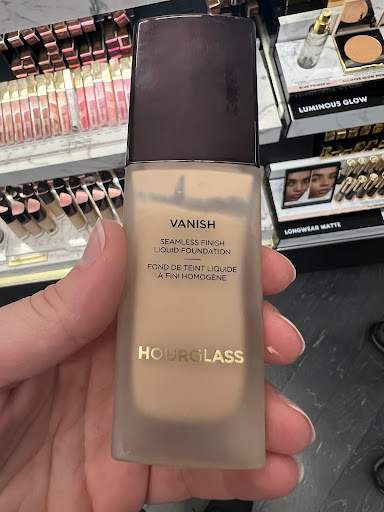 VANISH
SEAMLESS FINISH
LIQUID FOUNDATION
FOND DE TEINT LIQUIDE
À FINI HOMOGÈNE
HOURGLASS
LUMINOUS GLOW
LONGWEAR MATTE